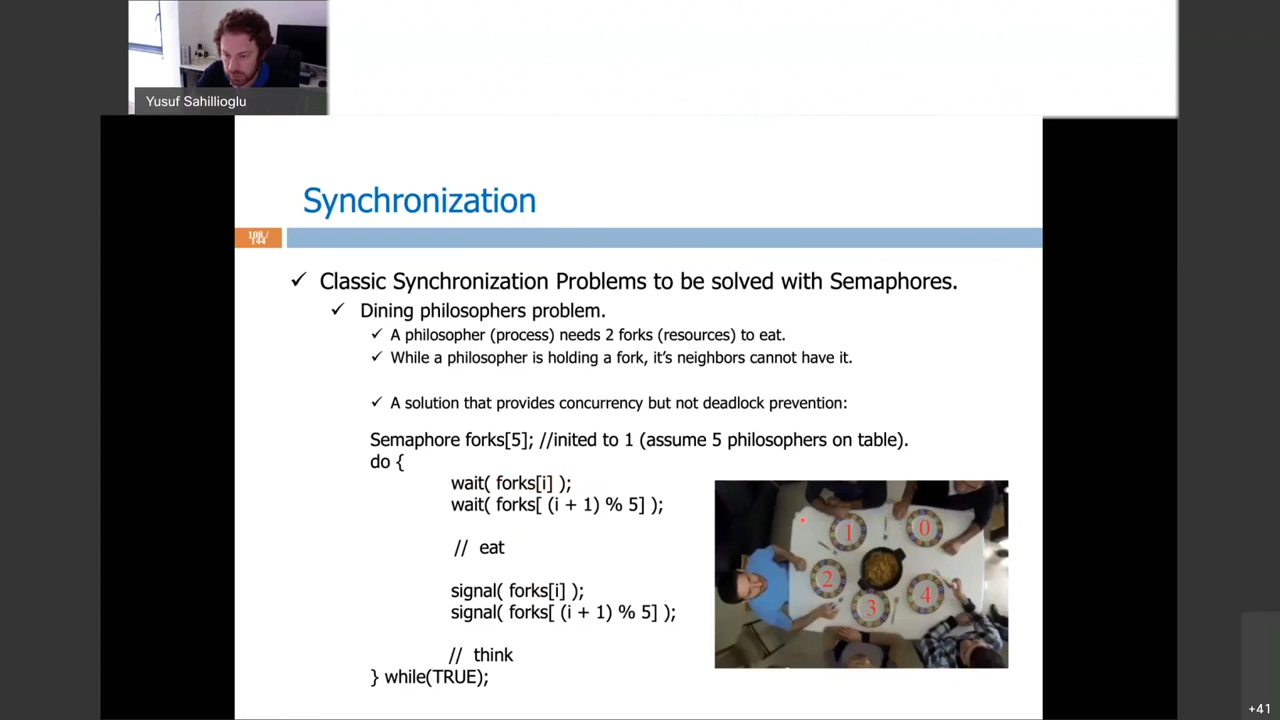 Yusuf Sahillioglu
Synchronization
108 /
144
✓ Classic Synchronization Problems to be solved with Semaphores.
✓ Dining philosophers problem.
✓ A philosopher (process) needs 2 forks (resources) to eat.
✓ While a philosopher is holding a fork, it's neighbors cannot have it.
✓ A solution that provides concurrency but not deadlock prevention:
Semaphore forks[5]; //inited to 1 (assume 5 philosophers on table).
do {
wait( forks[i] );
wait( forks[ (i + 1) % 5] );
// eat
signal( forks[i] );
signal( forks[ (i + 1) % 5] );
// think
} while(TRUE);
1 0
2
3 4
+41